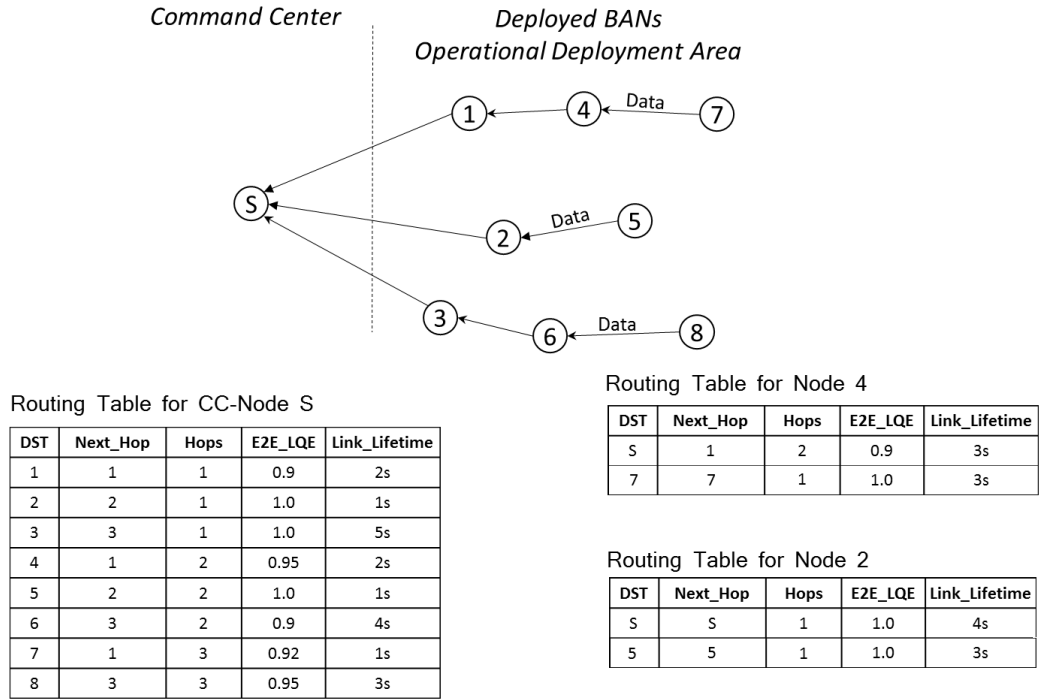 Command Center
Deployed BANs
Operational Deployment Area
1
4
Data
7
S
2
Data
5
3
6
Data
8
Routing Table for CC-Node S
DST Next_Hop Hops E2E_LQE Link_Lifetime
1 1 1 0.9 2s
2 2 1 1.0 1s
3 3 1 1.0 5s
4 1 2 0.95 2s
5 2 2 1.0 1s
6 3 2 0.9 4s
7 1 3 0.92 1s
8 3 3 0.95 3s
Routing Table for Node 4
DST Next_Hop Hops E2E_LQE Link_Lifetime
S 1 2 0.9 3s
7 7 1 1.0 3s
Routing Table for Node 2
DST Next_Hop Hops E2E_LQE Link_Lifetime
S S 1 1.0 4s
5 5 1 1.0 3s